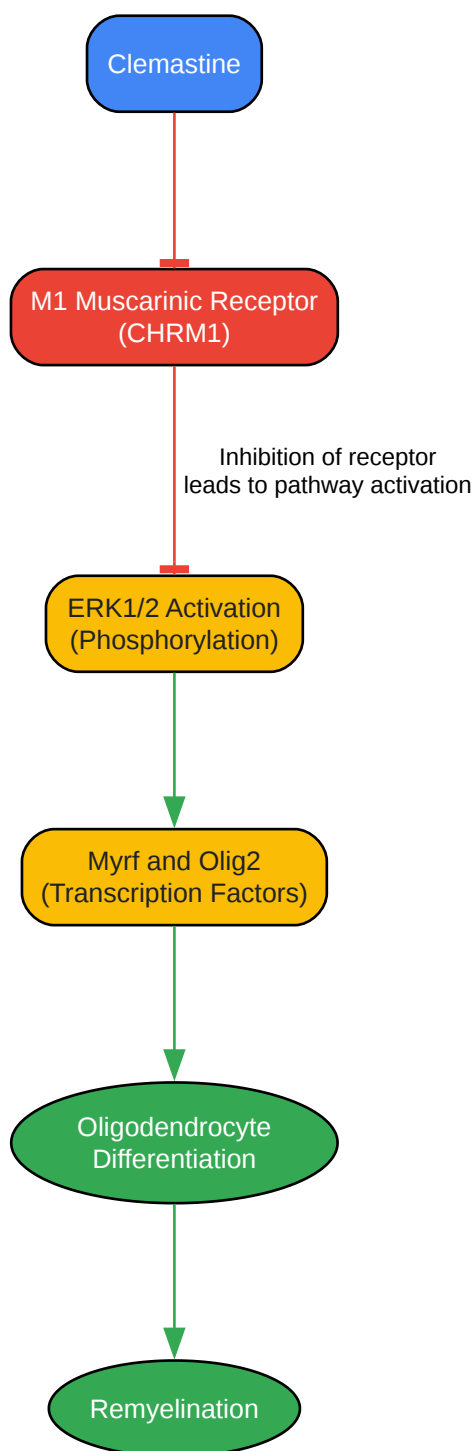 Clemastine
M1 Muscarinic Receptor
(CHRM1)
Inhibition of receptor
leads to pathway activation
ERK1/2 Activation
(Phosphorylation)
Myrf and Olig2
(Transcription Factors)
Oligodendrocyte
Differentiation
Remyelination